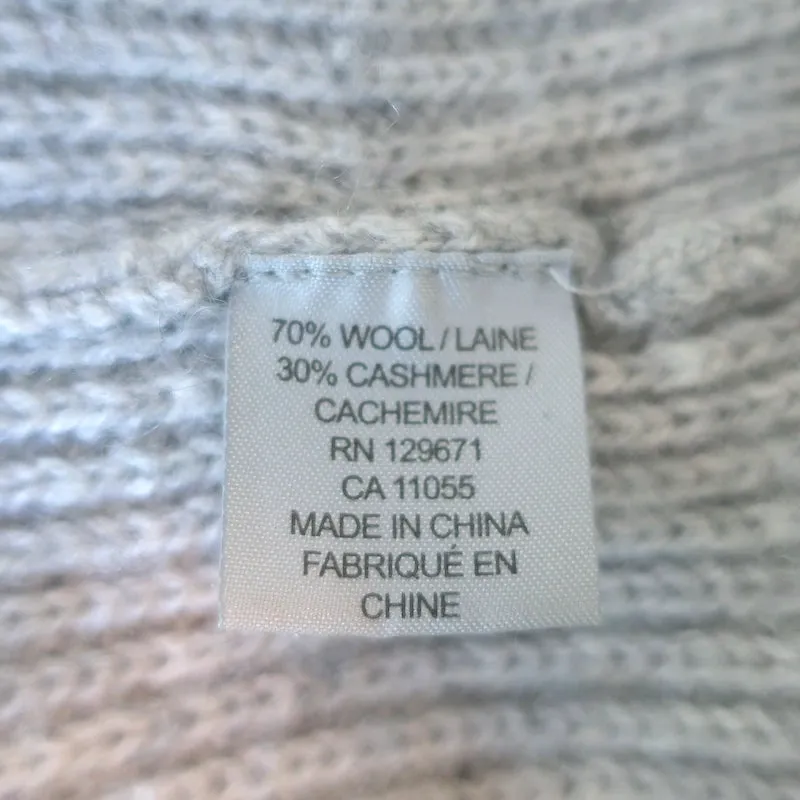 70% WOOL / LAINE
30% CASHMERE /
CACHEMIRE
RN 129671
CA 11055
MADE IN CHINA
FABRIQUÉ EN
CHINE